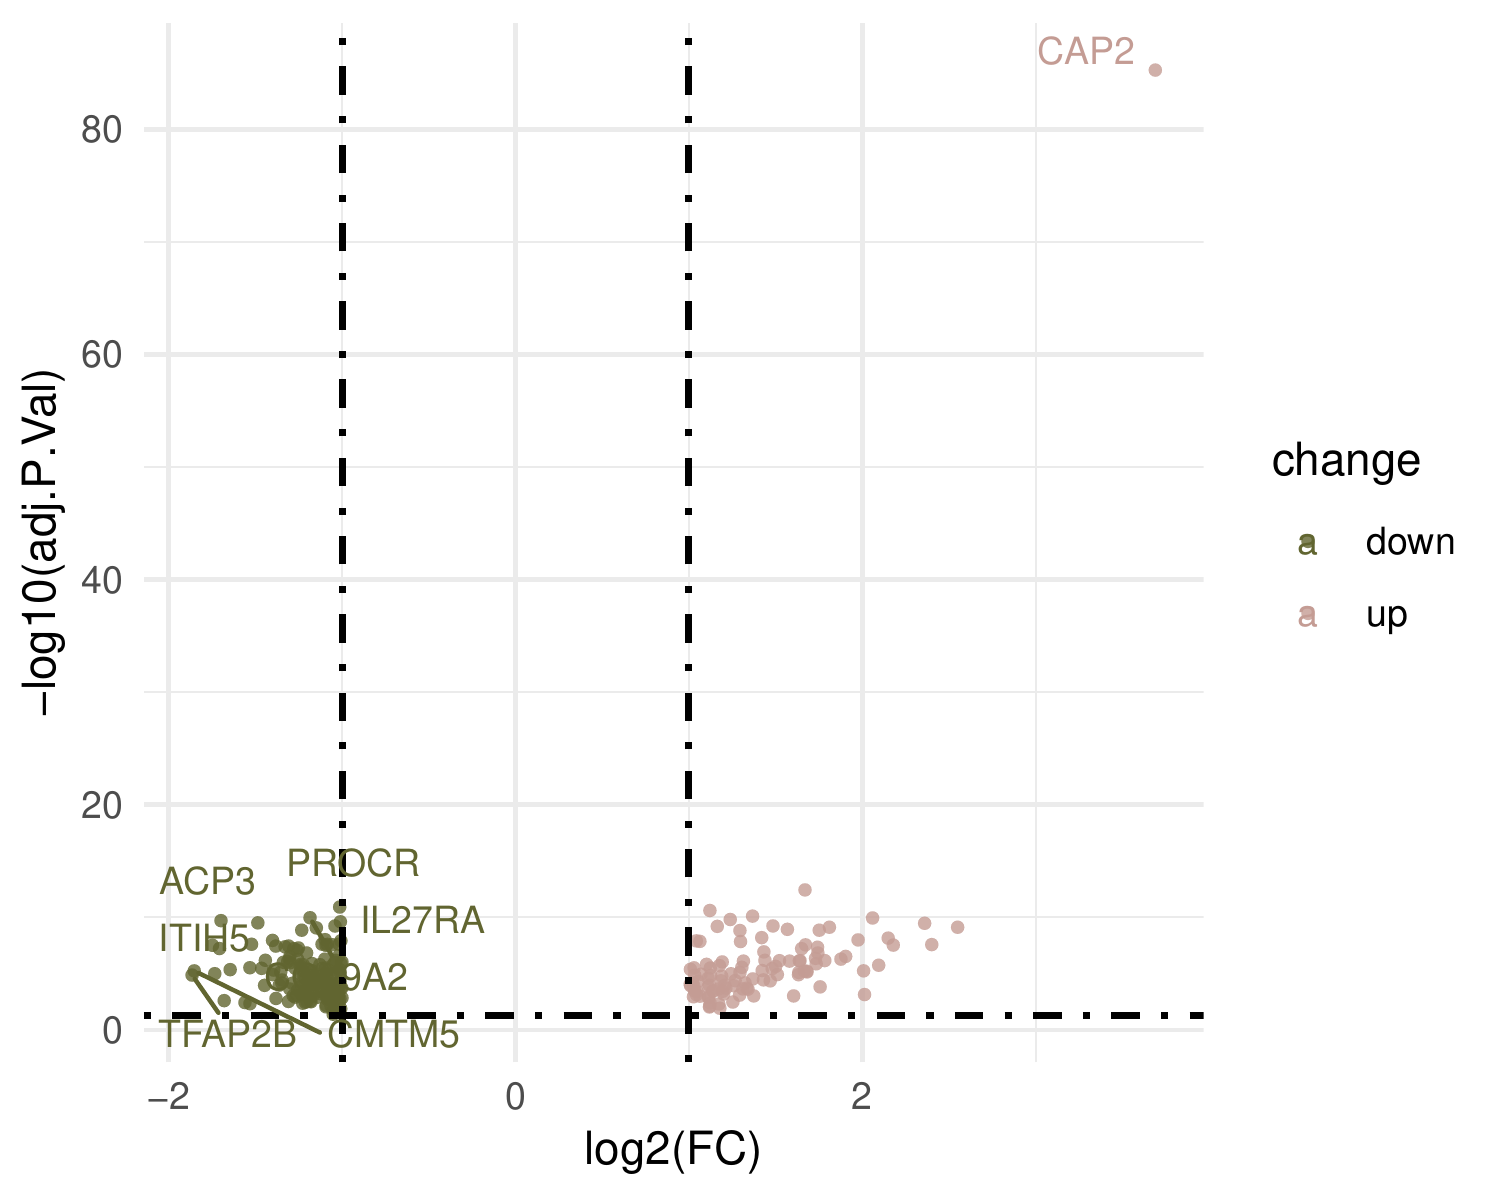 CAP2
80
60
40
20
0
−log10(adj.P.Val)
PROCR
ACP3
IL27RA
ITIH5
9A2
TFAP2B
CMTM5
−2
0
2
log2(FC)
change
a down
a up